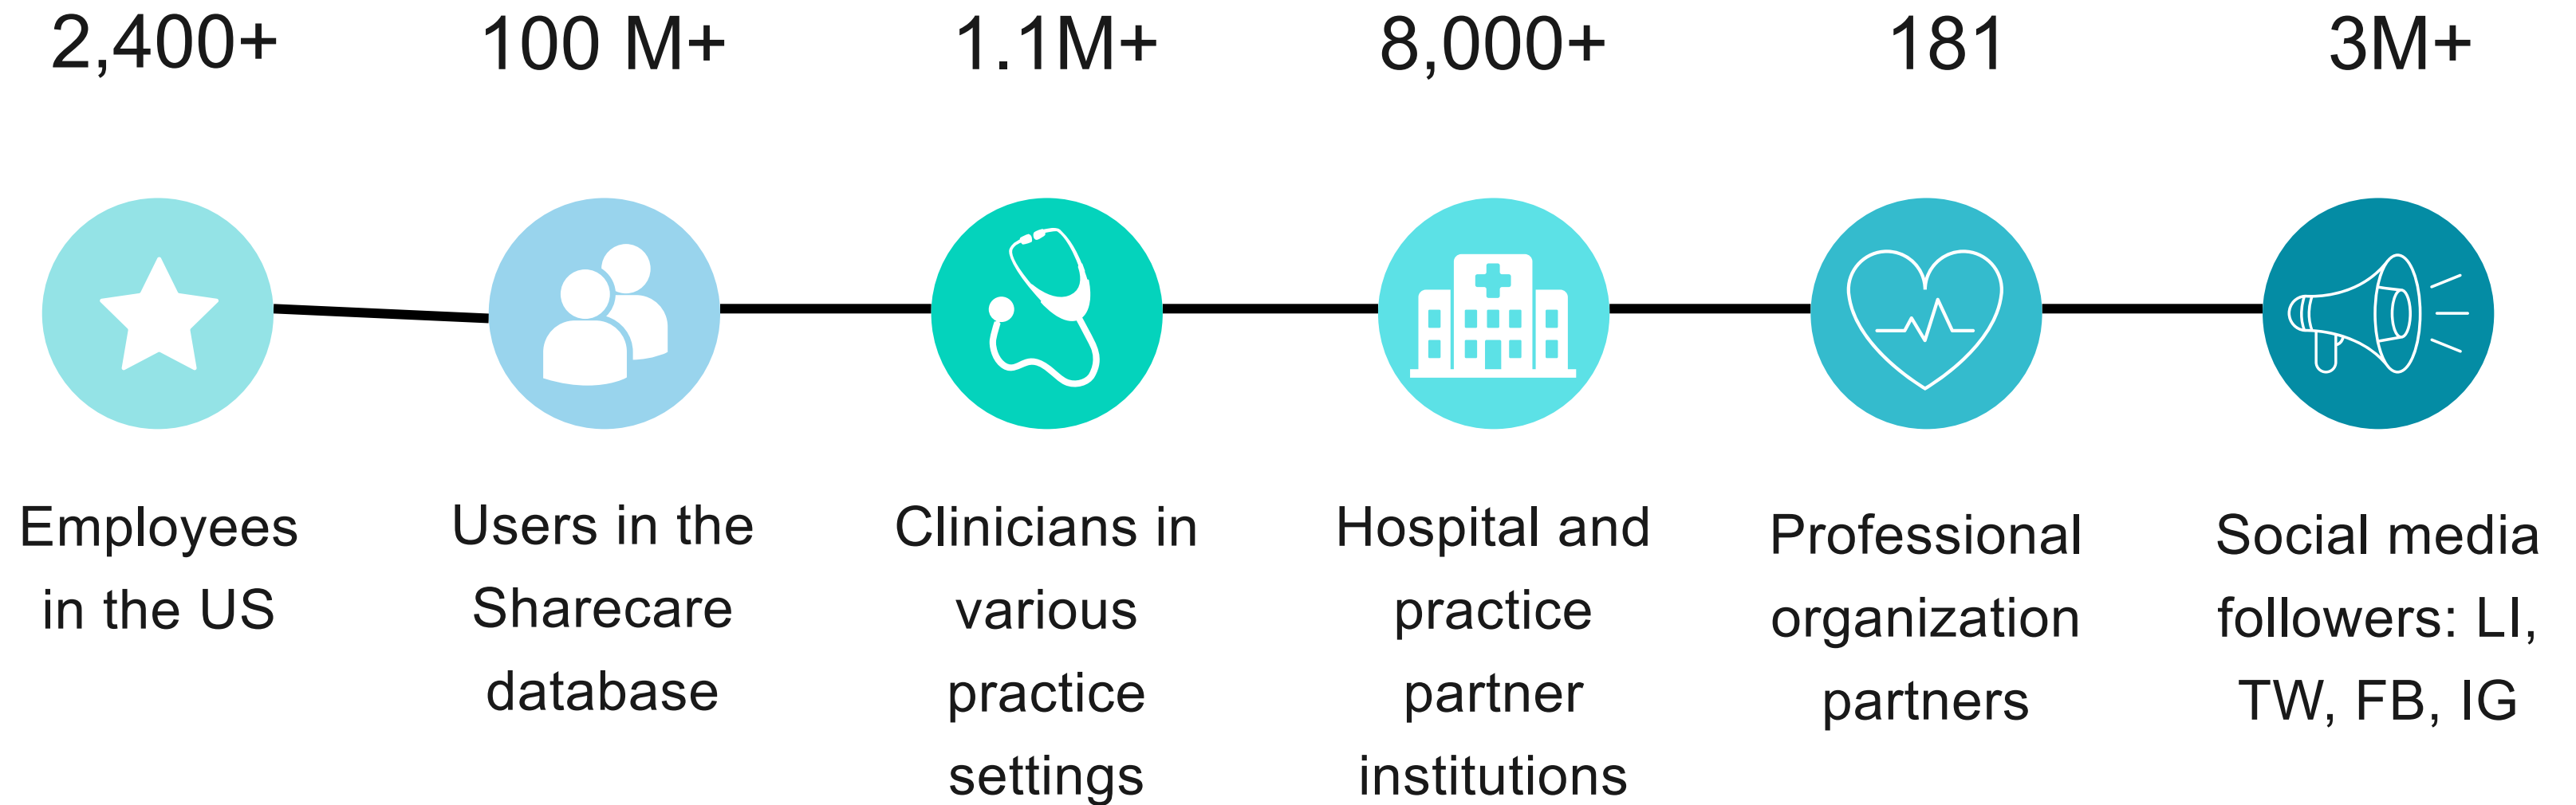 2,400+
100 M+
1.1M+
8,000+
181
3M+
Employees
in the US
Users in the
Sharecare
database
Clinicians in
various
practice
settings
Hospital and
practice
partner
institutions
Professional
organization
partners
Social media
followers: LI,
TW, FB, IG